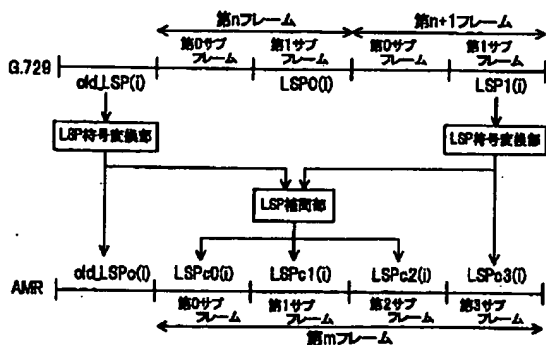 第nフレーム
第n+1フレーム
第0サブフレーム
第1サブフレーム
第0サブフレーム
第1サブフレーム
G.729
old_LSP(i)
LSP0(i)
LSP1(i)
LSP符号変換部
LSP符号変換部
LSP補間部
old_LSPc(i)
LSPc0(i)
LSPc1(i)
LSPc2(i)
LSPc3(i)
AMR
第0サブフレーム
第1サブフレーム
第2サブフレーム
第3サブフレーム
第mフレーム